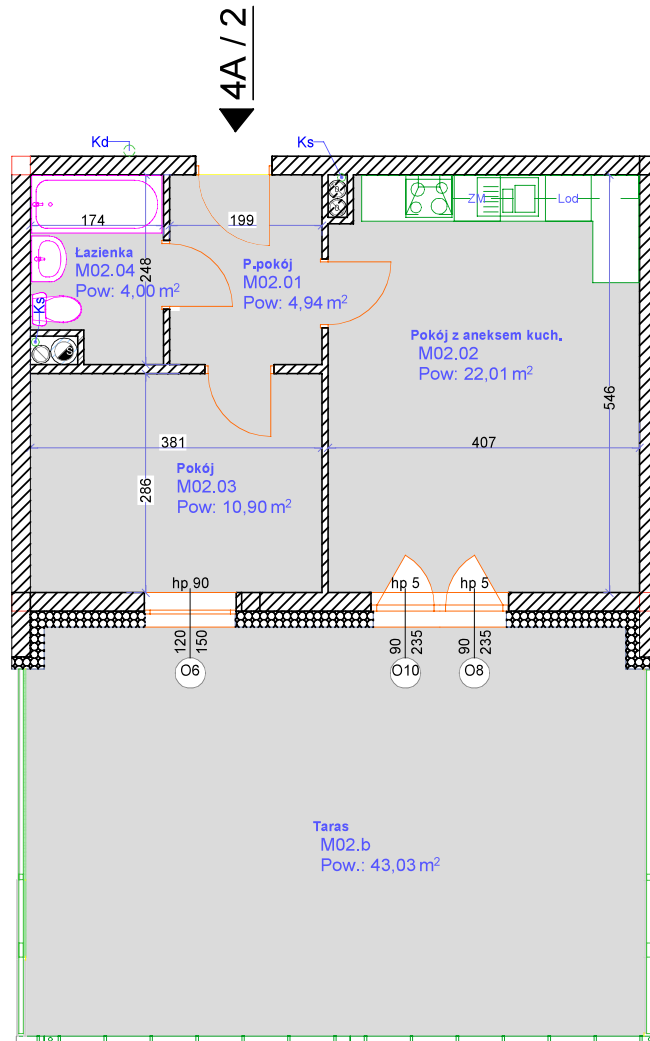 4A / 2
Kd
Ks
174
199
ZM
Lod
Łazienka
M02.04
Pow: 4,00 m²
248
P.pokój
M02.01
Pow: 4,94 m²
Ks
Pokój z aneksem kuch.
M02.02
Pow: 22,01 m²
546
381
407
Pokój
M02.03
Pow: 10,90 m²
286
hp 90
hp 5
hp 5
120
150
90
235
90
235
O6
O10
O8
Taras
M02.b
Pow.: 43,03 m²